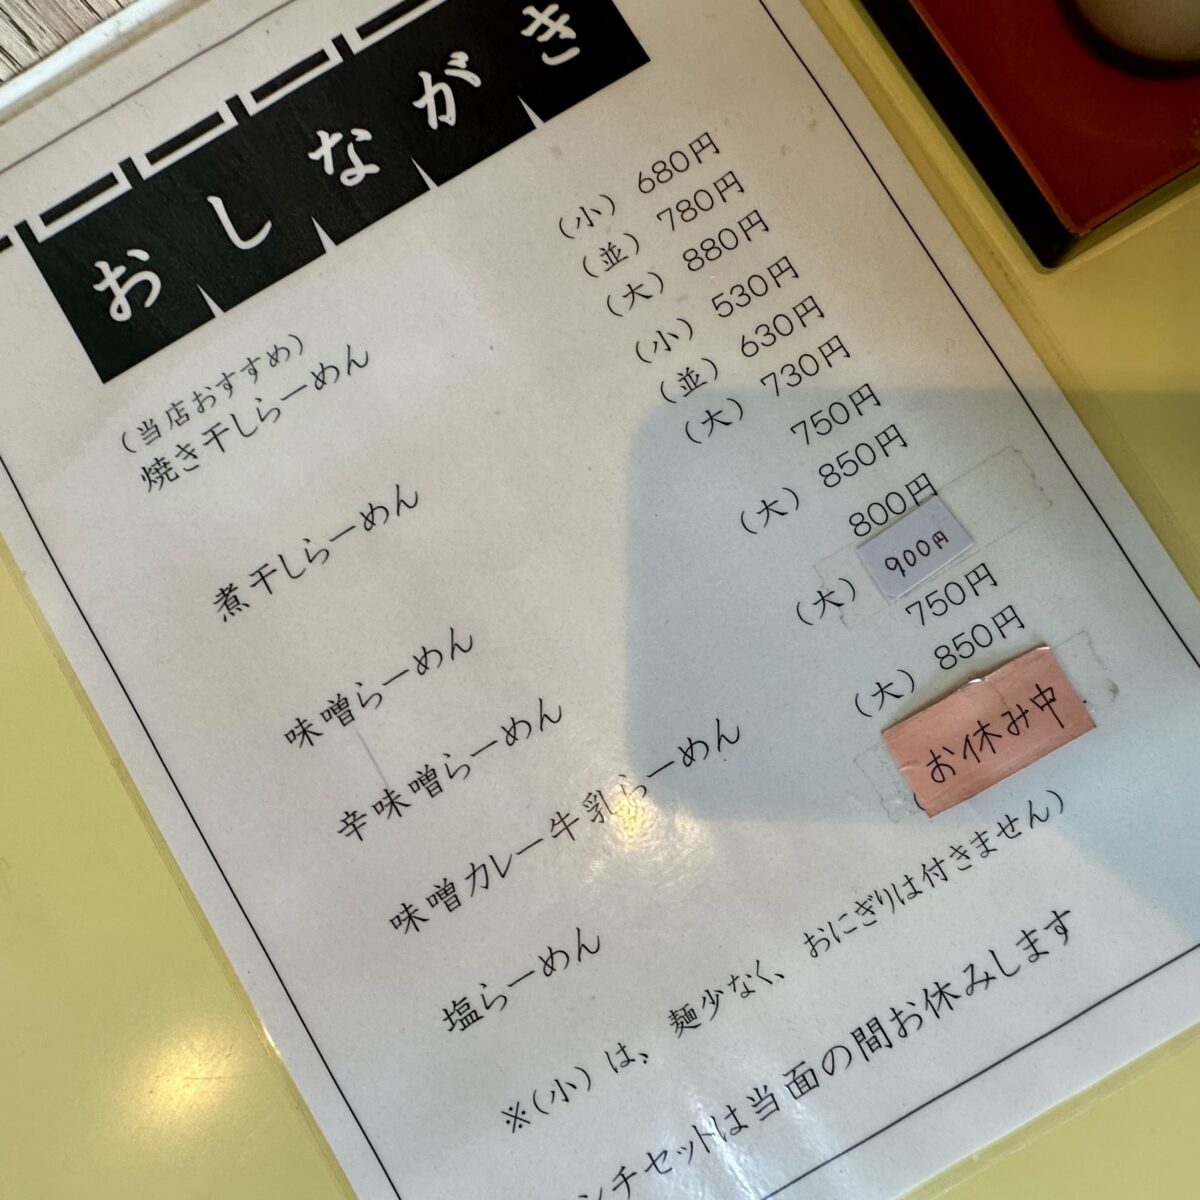 おしながき
(当店おすすめ)
焼き干しらーめん (小) 680円
(並) 780円
(大) 880円
煮干しらーめん (小) 530円
(並) 630円
(大) 730円
味噌らーめん 750円
(大) 850円
辛味噌らーめん 800円
(大) 900円
味噌カレー牛乳らーめん 750円
(大) 850円
塩らーめん お休み中
※(小)は、麺少なく、おにぎりは付きません)
ンチセットは当面の間お休みします